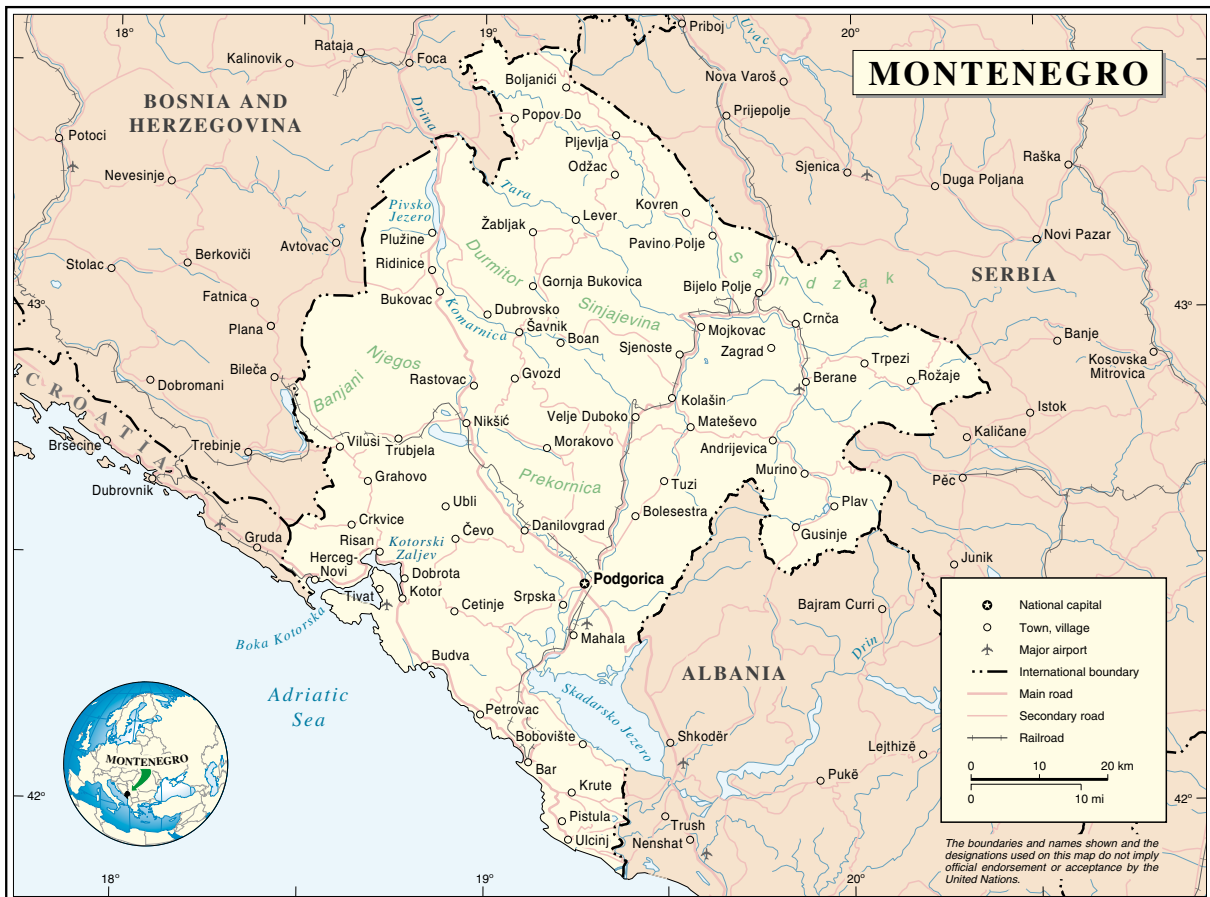 18°
19°
20°
MONTENEGRO
Priboj
Uvac
Rataja
Kalinovik
Foca
Nova Varoš
Boljanići
BOSNIA AND
HERZEGOVINA
Drina
Popov Do
Prijepolje
Potoci
Pljevlja
Sjenica
Raška
Nevesinje
Odžac
Duga Poljana
Tara
Pivsko
Jezero
Lever
Kovren
Žabljak
Plužine
Avtovac
Pavino Polje
Novi Pazar
Berkoviči
Stolac
Ridinice
Durmitor
Sandzak
SERBIA
Gornja Bukovica
Bijelo Polje
Fatnica
Bukovac
Sinjajevina
43°
43°
Dubrovsko
Komarnica
Plana
Šavnik
Mojkovac
Crnča
Boan
Banje
Sjenoste
Zagrad
Kosovska
Mitrovica
Njegos
Trpezi
Bileča
Dobromani
Gvozd
Rastovac
Berane
Rožaje
CROATIA
Banjani
Kolašin
Istok
Velje Duboko
Nikšić
Mateševo
Kaličane
Brsecine
Trebinje
Vilusi
Trubjela
Morakovo
Andrijevica
Dubrovnik
Grahovo
Prekornica
Tuzi
Murino
Pëc
Ubli
Plav
Crkvice
Čevo
Danilovgrad
Bolesestra
Gusinje
Gruda
Risan
Kotorski
Zaljev
Herceg-
Novi
Junik
Dobrota
Podgorica
Tivat
Kotor
Cetinje
Srpska
Bajram Curri
Boka Kotorska
Mahala
Drin
Budva
ALBANIA
Adriatic
Sea
Skadarsko Jezero
Petrovac
Bobovište
Shkodër
Lejthizë
Bar
Pukë
Krute
42°
42°
Pistula
Trush
Ulcinj
Nenshat
MONTENEGRO
National capital
Town, village
Major airport
International boundary
Main road
Secondary road
Railroad
0 10 20 km
0 10 mi
The boundaries and names shown and the
designations used on this map do not imply
official endorsement or acceptance by the
United Nations.
18°
19°
20°